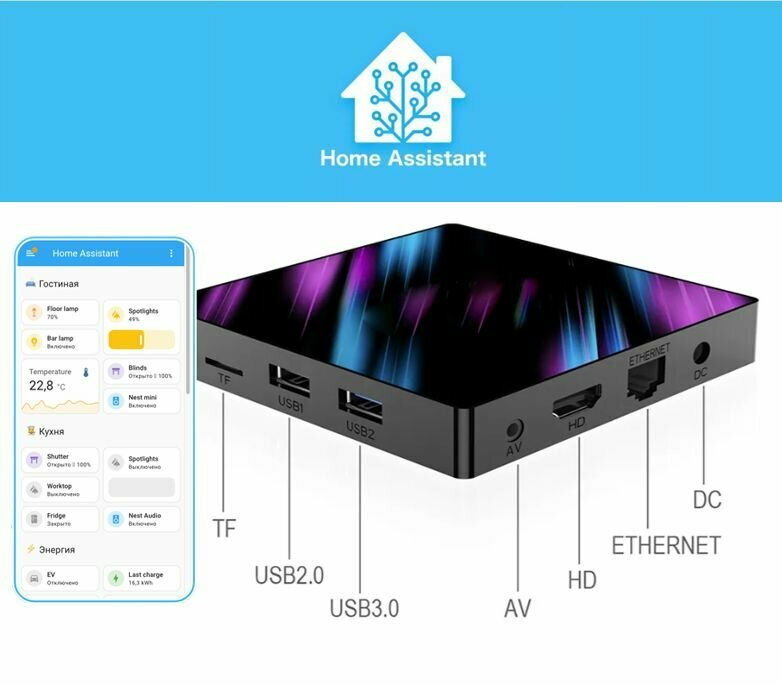 Home Assistant
Home Assistant
Гостиная
Floor lamp
70%
Spotlights
49%
Bar lamp
Включено
Temperature
22,8 °C
Blinds
Открыто 100%
Nest mini
Включено
Кухня
Shutter
Открыто 100%
Spotlights
Выключено
Worktop
Выключено
Fridge
Закрыто
Nest Audio
Включено
Энергия
EV
Отключено
Last charge
16,3 kWh
TF
USB1
USB2
AV
HD
ETHERNET
DC
TF
USB2.0
USB3.0
AV
HD
ETHERNET
DC